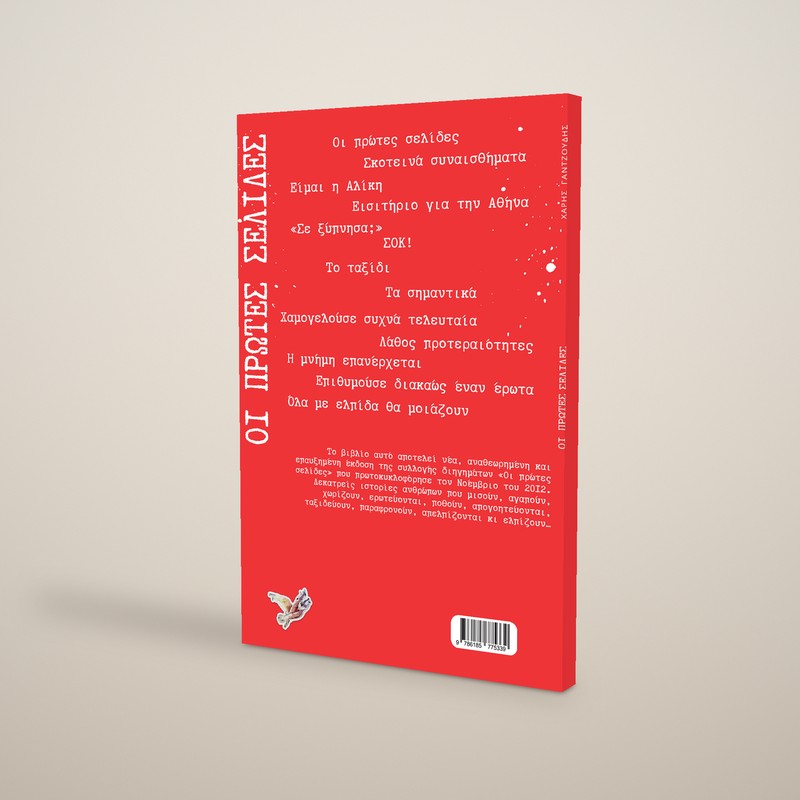 ΟΙ ΠΡΩΤΕΣ ΣΕΛΙΔΕΣ
Οι πρώτες σελίδες
Σκοτεινά συναισθήματα
Είμαι η Αλίκη
Εισιτήριο για την Αθήνα
«Σε ξύπνησα;»
ΣΟΚ!
Το ταξίδι
Τα σημαντικά
Χαμογελούσε συχνά τελευταία
Λάθος προτεραιότητες
Η μνήμη επανέρχεται
Επιθυμούσε διακαώς έναν έρωτα
Όλα με ελπίδα θα μοιάζουν
Το βιβλίο αυτό αποτελεί νέα, αναθεωρημένη και
επαυξημένη έκδοση της συλλογής διηγημάτων «Οι πρώτες
σελίδες» που πρωτοκυκλοφόρησε τον Νοέμβριο του 2012.
Δεκατρείς ιστορίες ανθρώπων που μισούν, αγαπούν,
χωρίζουν, ερωτεύονται, ποθούν, απογοητεύονται,
ταξιδεύουν, παραφρονούν, απελπίζονται κι ελπίζουν…
9 786185 775339
ΧΑΡΗΣ ΓΑΝΤΖΟΥΔΗΣ
ΟΙ ΠΡΩΤΕΣ ΣΕΛΙΔΕΣ